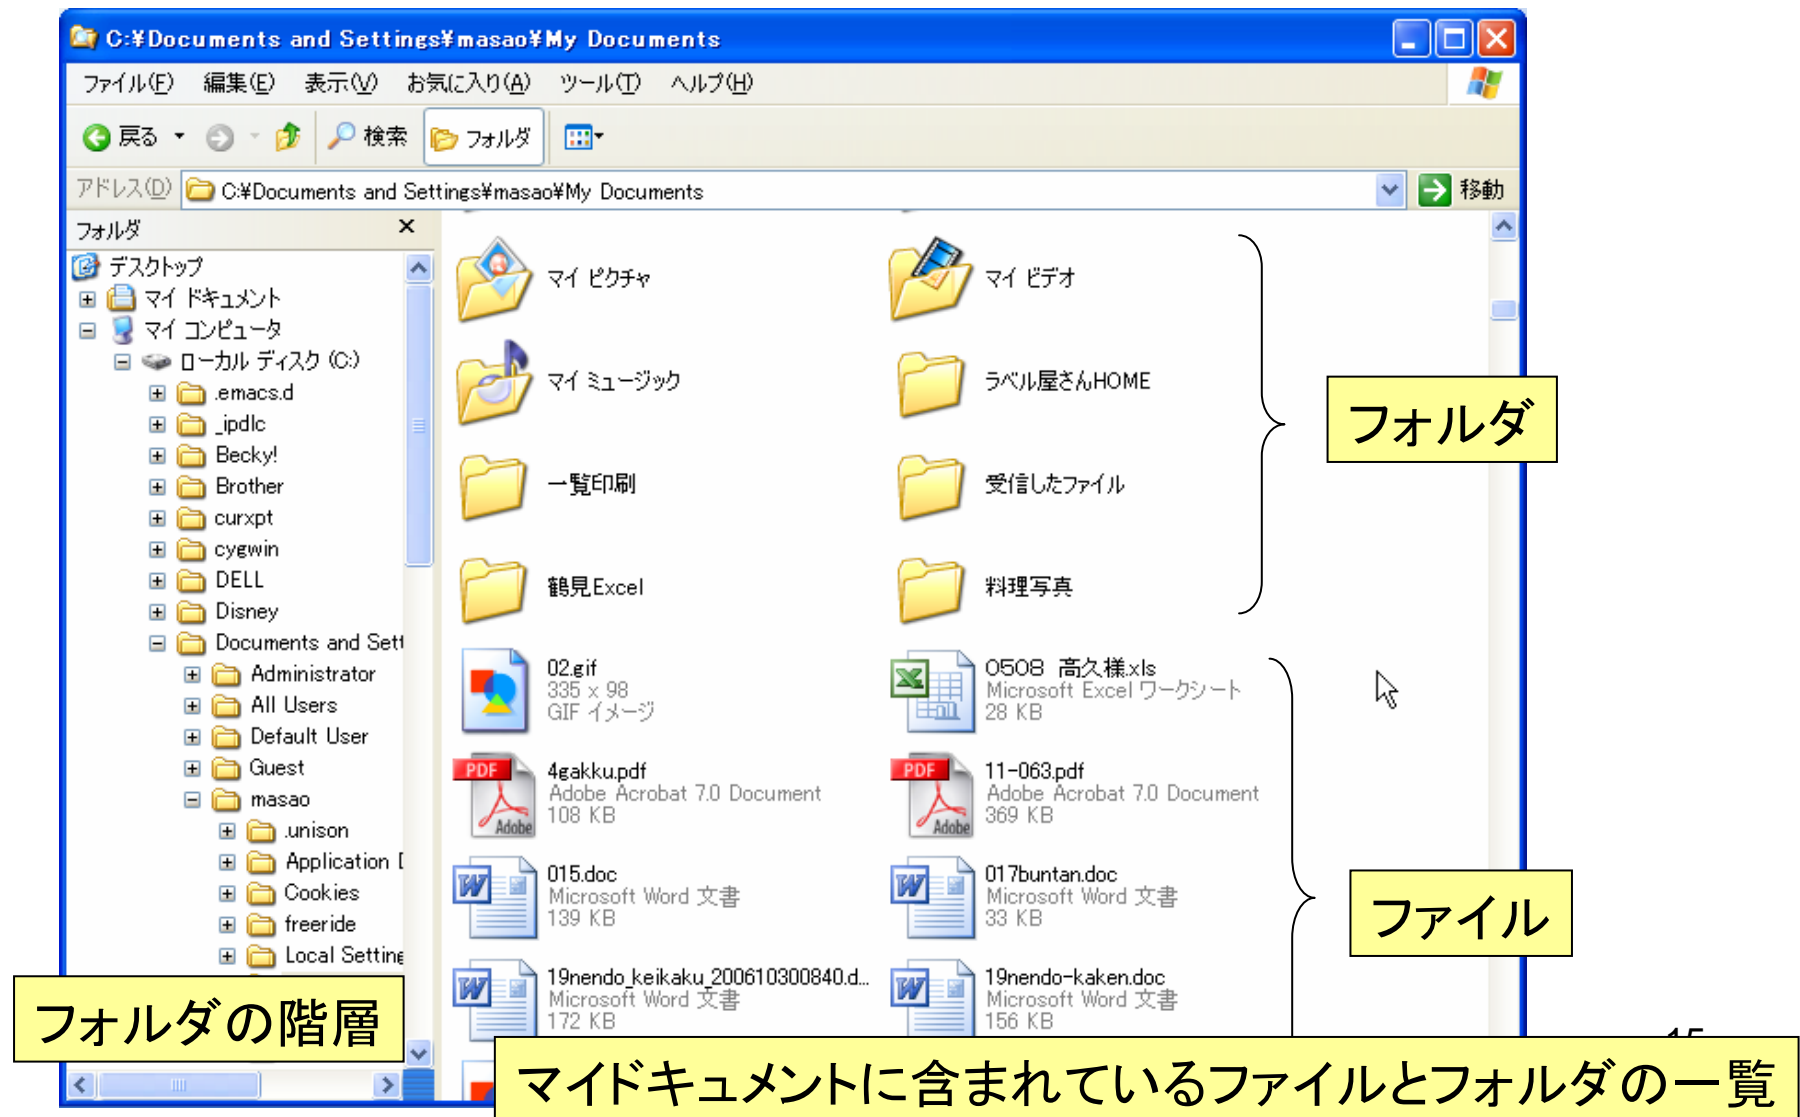 C:¥Documents and Settings¥masao¥My Documents
ファイル(F) 編集(E) 表示(V) お気に入り(A) ツール(T) ヘルプ(H)
戻る 検索 フォルダ
アドレス(D) C:¥Documents and Settings¥masao¥My Documents 移動
フォルダ
デスクトップ
マイ ドキュメント
マイ コンピュータ
ローカル ディスク (C:)
.emacs.d
_ipdlc
Becky!
Brother
curxpt
cygwin
DELL
Disney
Documents and Sett
Administrator
All Users
Default User
Guest
masao
.unison
Application D
Cookies
freeride
Local Setting
フォルダの階層
マイ ピクチャ
マイ ビデオ
マイ ミュージック
ラベル屋さんHOME
一覧印刷
受信したファイル
鶴見Excel
料理写真
フォルダ
02.gif
335 x 98
GIF イメージ
0508 高久様.xls
Microsoft Excel ワークシート
28 KB
PDF
Adobe
4gakku.pdf
Adobe Acrobat 7.0 Document
108 KB
PDF
Adobe
11-063.pdf
Adobe Acrobat 7.0 Document
369 KB
015.doc
Microsoft Word 文書
139 KB
017buntan.doc
Microsoft Word 文書
33 KB
19nendo_keikaku_200610300840.d...
Microsoft Word 文書
172 KB
19nendo-kaken.doc
Microsoft Word 文書
156 KB
ファイル
15
マイドキュメントに含まれているファイルとフォルダの一覧